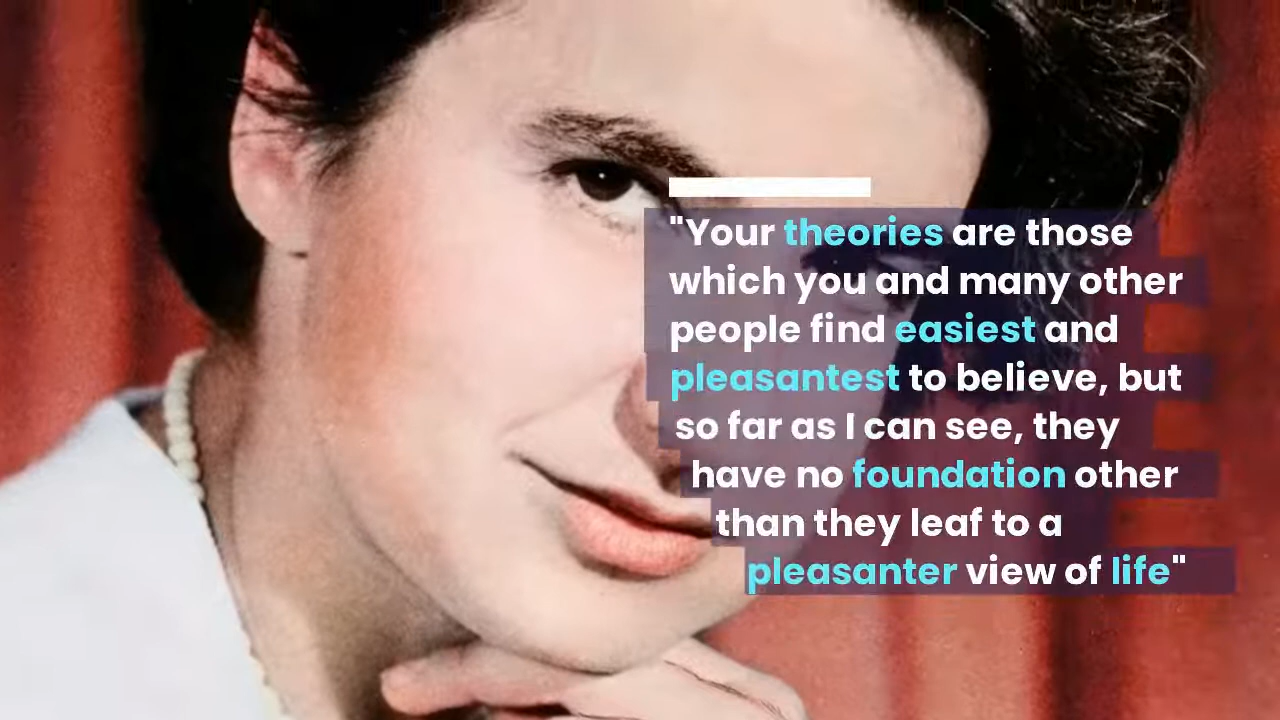 "Your theories are those
which you and many other
people find easiest and
pleasantest to believe, but
so far as I can see, they
have no foundation other
than they leaf to a
pleasanter view of life"